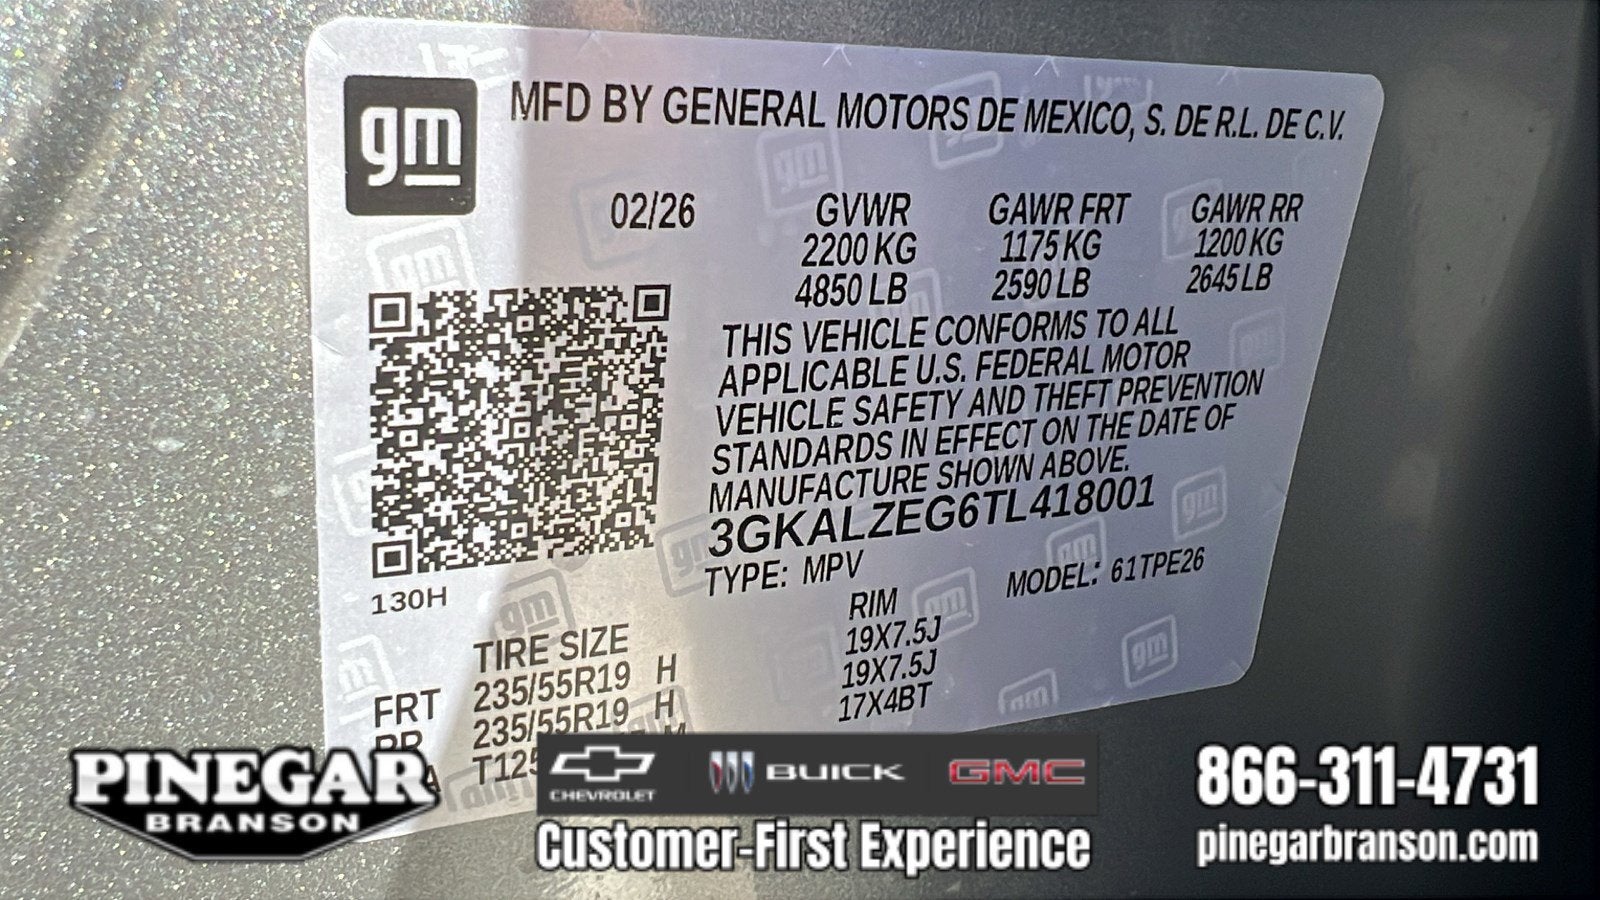 gm
MFD BY GENERAL MOTORS DE MEXICO, S. DE R.L. DE C.V.
02/26 GVWR GAWR FRT GAWR RR
2200 KG 1175 KG 1200 KG
4850 LB 2590 LB 2645 LB
THIS VEHICLE CONFORMS TO ALL
APPLICABLE U.S. FEDERAL MOTOR
VEHICLE SAFETY AND THEFT PREVENTION
STANDARDS IN EFFECT ON THE DATE OF
MANUFACTURE SHOWN ABOVE.
3GKALZEG6TL418001
TYPE: MPV MODEL: 61TPE26
130H
TIRE SIZE RIM
FRT 235/55R19 H 19X7.5J
RR 235/55R19 H 19X7.5J
T125 17X4BT
PINEGAR
BRANSON
CHEVROLET
BUICK
GMC
Customer-First Experience
866-311-4731
pinegarbranson.com